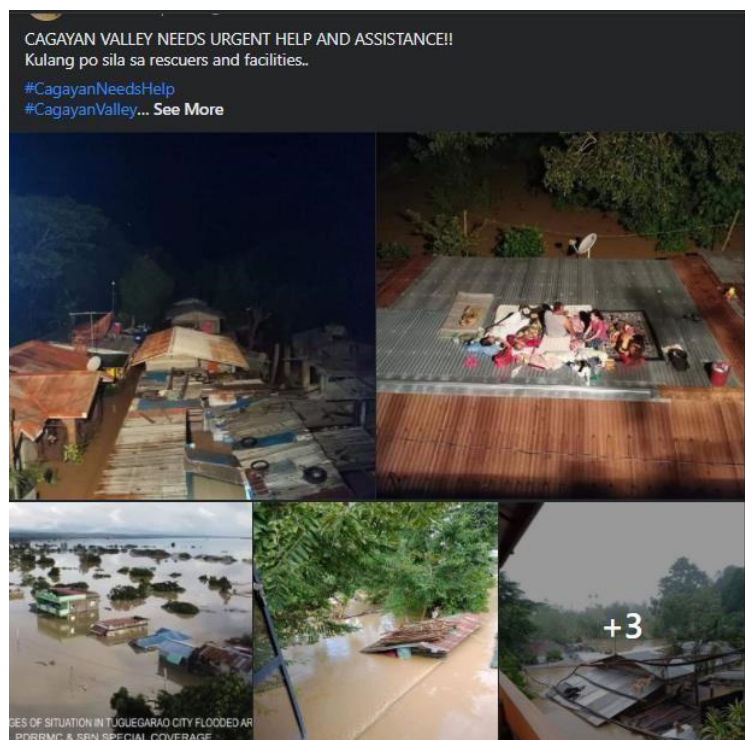 CAGAYAN VALLEY NEEDS URGENT HELP AND ASSISTANCE!!
Kulang po sila sa rescuers and facilities..
#CagayanNeedsHelp
#CagayanValley... See More
+3
GES OF SITUATION IN TUGUEGARAO CITY FLOODED AR
PDRRMC & SBN SPECIAL COVERAGE